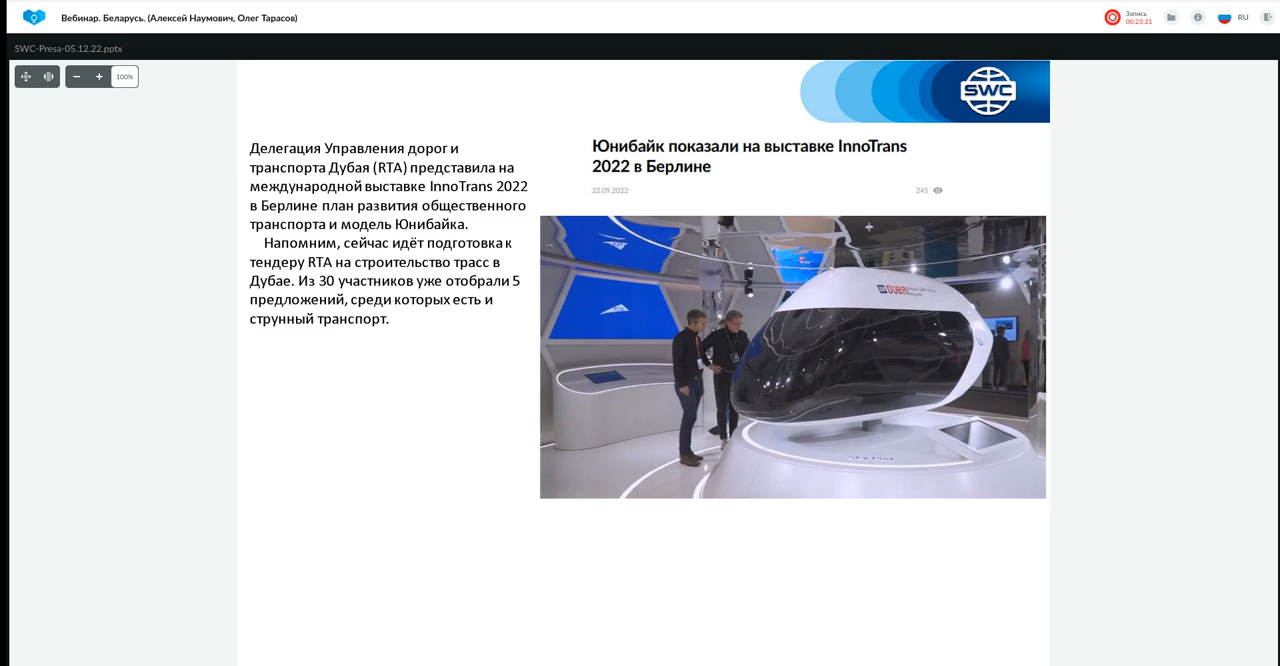 Вебинар. Беларусь. (Алексей Наумович, Олег Тарасов)
Запись
00:23:21
RU
SWC-Presa-05.12.22.pptx
100%
SWC
Делегация Управления дорог и
транспорта Дубая (RTA) представила на
международной выставке InnoTrans 2022
в Берлине план развития общественного
транспорта и модель Юнибайка.
Напомним, сейчас идёт подготовка к
тендеру RTA на строительство трасс в
Дубае. Из 30 участников уже отобрали 5
предложений, среди которых есть и
струнный транспорт.
Юнибайк показали на выставке InnoTrans
2022 в Берлине
22.09.2022
245
RTA
DUBAI